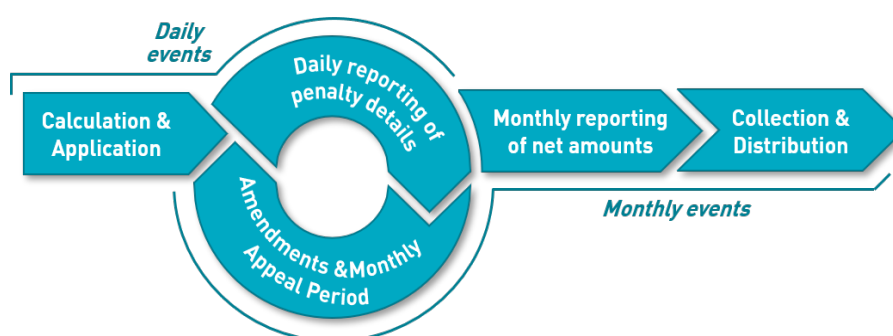 Daily
events
Calculation &
Application
Daily reporting of
penalty details
Amendments &Monthly
Appeal Period
Monthly reporting
of net amounts
Collection &
Distribution
Monthly events